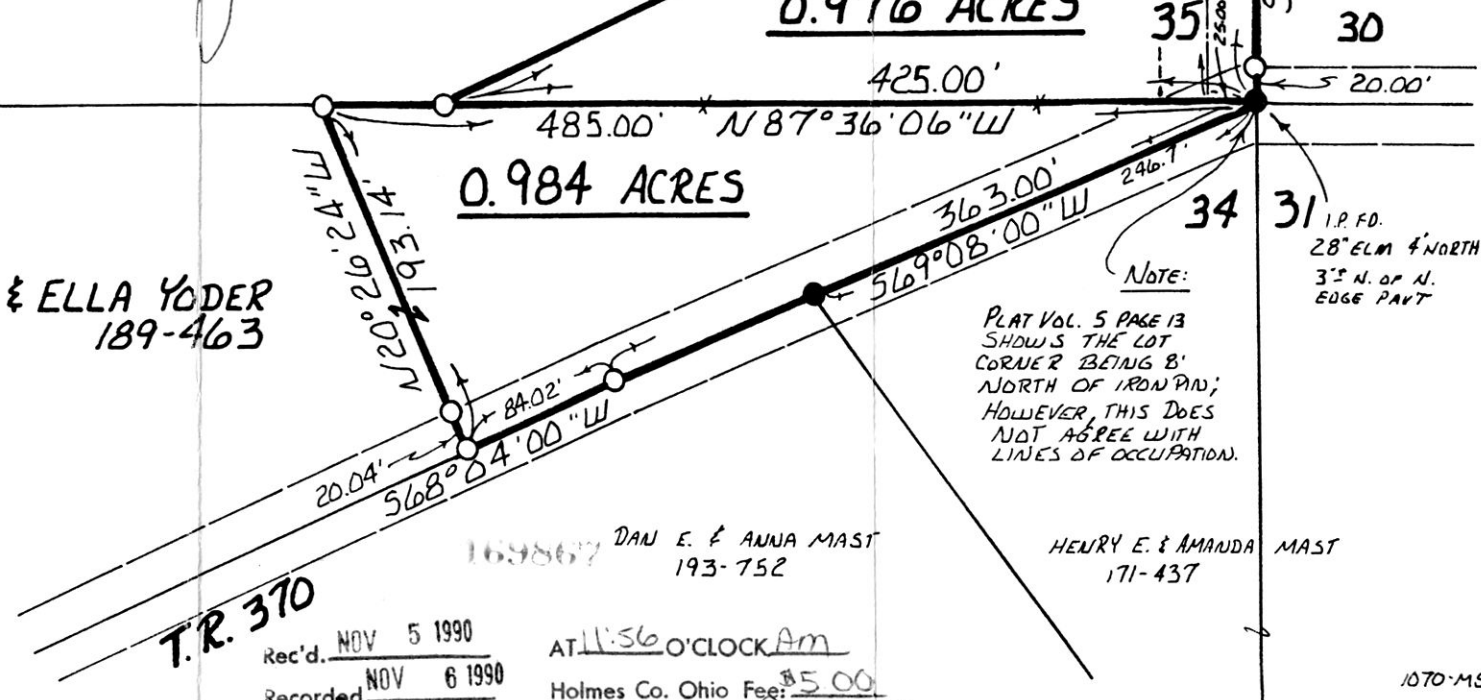 0.976 ACRES
35
25.00
30
425.00'
20.00'
485.00' N 87°36'06"W
0.984 ACRES
N20°26'24"W
193.14'
363.00'
246.7'
S69°08'00"W
34
31
I.P. FD.
28" ELM 4' NORTH
3'± N. OF N.
EDGE PAVT
& ELLA YODER
189-463
NOTE:
PLAT VOL. 5 PAGE 13
SHOWS THE LOT
CORNER BEING 8'
NORTH OF IRON PIN;
HOWEVER, THIS DOES
NOT AGREE WITH
LINES OF OCCUPATION.
84.02'
20.04'
S68°04'00"W
169867
DAN E. & ANNA MAST
193-752
HENRY E. & AMANDA MAST
171-437
T.R. 370
Rec'd. NOV 5 1990 AT 11:56 O'CLOCK Am
Recorded NOV 6 1990 Holmes Co. Ohio Fee: $5.00